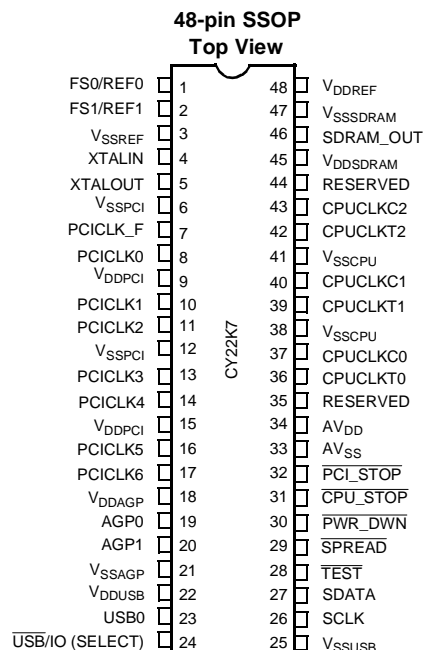 48-pin SSOP
Top View
FS0/REF0 1 48 VDDREF
FS1/REF1 2 47 VSSSDRAM
VSSREF 3 46 SDRAM_OUT
XTALIN 4 45 VDDSDRAM
XTALOUT 5 44 RESERVED
VSSPCI 6 43 CPUCLKC2
PCICLK_F 7 42 CPUCLKT2
PCICLK0 8 41 VSSCPU
VDDPCI 9 40 CPUCLKC1
PCICLK1 10 39 CPUCLKT1
PCICLK2 11 38 VSSCPU
VSSPCI 12 37 CPUCLKC0
PCICLK3 13 36 CPUCLKT0
PCICLK4 14 35 RESERVED
VDDPCI 15 34 AVDD
PCICLK5 16 33 AVSS
PCICLK6 17 32 PCI_STOP
VDDAGP 18 31 CPU_STOP
AGP0 19 30 PWR_DWN
AGP1 20 29 SPREAD
VSSAGP 21 28 TEST
VDDUSB 22 27 SDATA
USB0 23 26 SCLK
USB/IO (SELECT) 24 25 VSSUSB
CY22K7